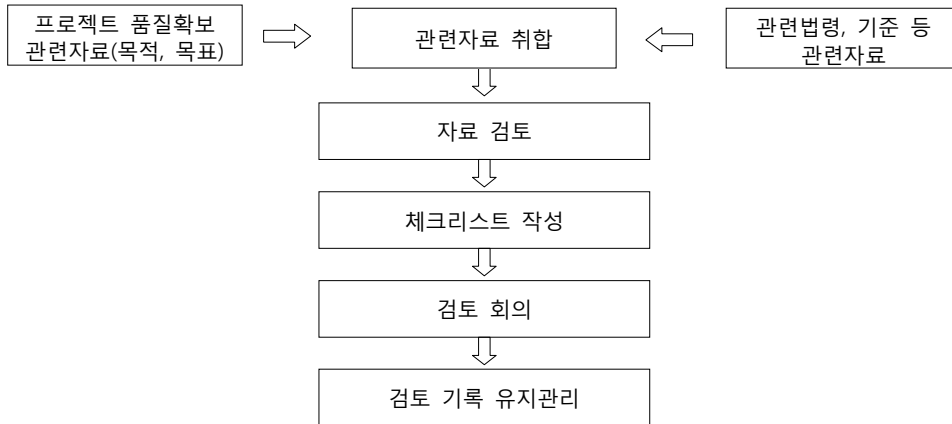 프로젝트 품질확보
관련자료(목적, 목표)
관련자료 취합
관련법령, 기준 등
관련자료
자료 검토
체크리스트 작성
검토 회의
검토 기록 유지관리